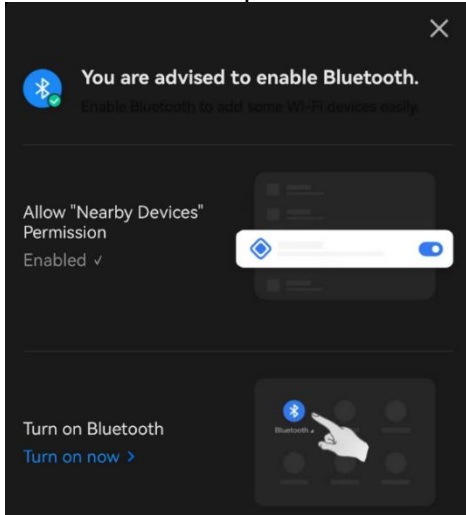 You are advised to enable Bluetooth.
Enable Bluetooth to add some Wi-Fi devices easily.
Allow "Nearby Devices"
Permission
Enabled ✓
Bluetooth
Turn on Bluetooth
Turn on now >